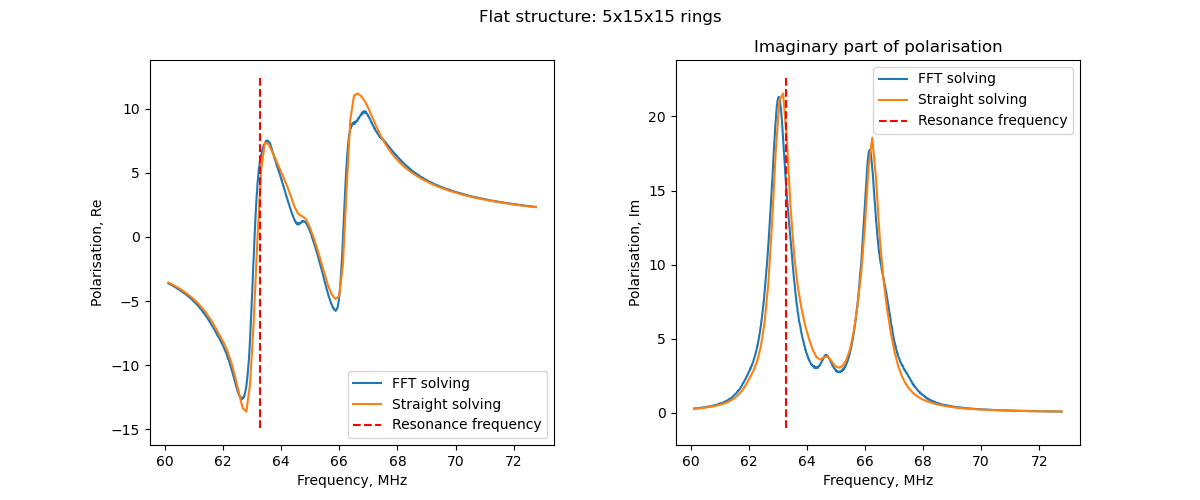 Flat structure: 5x15x15 rings
Polarisation, Re
10
5
0
−5
−10
−15
60
62
64
66
68
70
72
Frequency, MHz
FFT solving
Straight solving
Resonance frequency
Imaginary part of polarisation
Polarisation, Im
20
15
10
5
0
60
62
64
66
68
70
72
Frequency, MHz
FFT solving
Straight solving
Resonance frequency